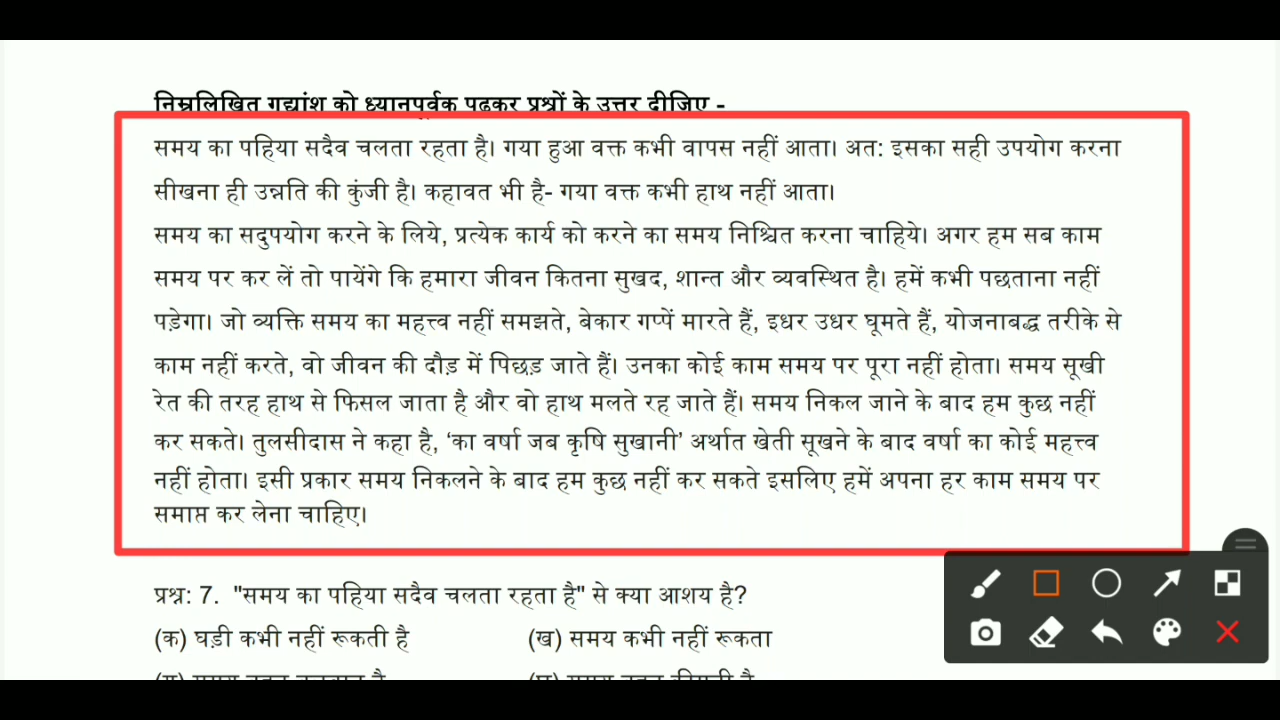 निम्नलिखित गद्यांश को ध्यानपूर्वक पढ़कर प्रश्नों के उत्तर दीजिए -
समय का पहिया सदैव चलता रहता है। गया हुआ वक्त कभी वापस नहीं आता। अत: इसका सही उपयोग करना
सीखना ही उन्नति की कुंजी है। कहावत भी है- गया वक्त कभी हाथ नहीं आता।
समय का सदुपयोग करने के लिये, प्रत्येक कार्य को करने का समय निश्चित करना चाहिये। अगर हम सब काम
समय पर कर लें तो पायेंगे कि हमारा जीवन कितना सुखद, शान्त और व्यवस्थित है। हमें कभी पछताना नहीं
पड़ेगा। जो व्यक्ति समय का महत्त्व नहीं समझते, बेकार गप्पें मारते हैं, इधर उधर घूमते हैं, योजनाबद्ध तरीके से
काम नहीं करते, वो जीवन की दौड़ में पिछड़ जाते हैं। उनका कोई काम समय पर पूरा नहीं होता। समय सूखी
रेत की तरह हाथ से फिसल जाता है और वो हाथ मलते रह जाते हैं। समय निकल जाने के बाद हम कुछ नहीं
कर सकते। तुलसीदास ने कहा है, ‘का वर्षा जब कृषि सुखानी’ अर्थात खेती सूखने के बाद वर्षा का कोई महत्त्व
नहीं होता। इसी प्रकार समय निकलने के बाद हम कुछ नहीं कर सकते इसलिए हमें अपना हर काम समय पर
समाप्त कर लेना चाहिए।
प्रश्न: 7. "समय का पहिया सदैव चलता रहता है" से क्या आशय है?
(क) घड़ी कभी नहीं रूकती है (ख) समय कभी नहीं रूकता